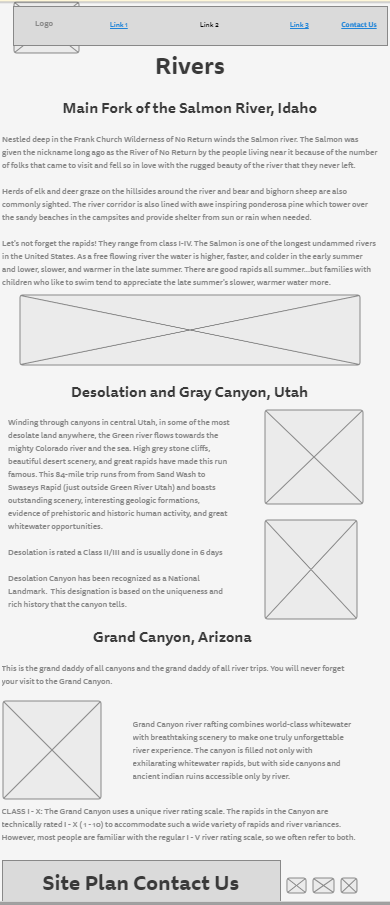 Logo
Link 1
Link 2
Link 3
Contact Us
Rivers
Main Fork of the Salmon River, Idaho
Nestled deep in the Frank Church Wilderness of No Return winds the Salmon river. The Salmon was
given the nickname long ago as the River of No Return by the people living near it because of the number
of folks that came to visit and fell so in love with the rugged beauty of the river that they never left.
Herds of elk and deer graze on the hillsides around the river and bear and bighorn sheep are also
commonly sighted. The river corridor is also lined with awe inspiring ponderosa pine which tower over
the sandy beaches in the campsites and provide shelter from sun or rain when needed.
Let's not forget the rapids! They range from class I-IV. The Salmon is one of the longest undammed rivers
in the United States. As a free flowing river the water is higher, faster, and colder in the early summer
and lower, slower, and warmer in the late summer. There are good rapids all summer...but families with
children who like to swim tend to appreciate the late summer's slower, warmer water more.
Desolation and Gray Canyon, Utah
Winding through canyons in central Utah, in some of the most
desolate land anywhere, the Green river flows towards the
mighty Colorado river and the sea. High grey stone cliffs,
beautiful desert scenery, and great rapids have made this run
famous. This 84-mile trip runs from from Sand Wash to
Swaseys Rapid (just outside Green River Utah) and boasts
outstanding scenery, interesting geologic formations,
evidence of prehistoric and historic human activity, and great
whitewater opportunities.
Desolation is rated a Class II/III and is usually done in 6 days
Desolation Canyon has been recognized as a National
Landmark. This designation is based on the uniqueness and
rich history that the canyon tells.
Grand Canyon, Arizona
This is the grand daddy of all canyons and the grand daddy of all river trips. You will never forget
your visit to the Grand Canyon.
Grand Canyon river rafting combines world-class whitewater
with breathtaking scenery to make one truly unforgettable
river experience. The canyon is filled not only with
exhilarating whitewater rapids, but with side canyons and
ancient indian ruins accessible only by river.
CLASS I - X: The Grand Canyon uses a unique river rating scale. The rapids in the Canyon are
technically rated I - X ( 1 - 10) to accommodate such a wide variety of rapids and river variances.
However, most people are familiar with the regular I - V river rating scale, so we often refer to both.
Site Plan Contact Us